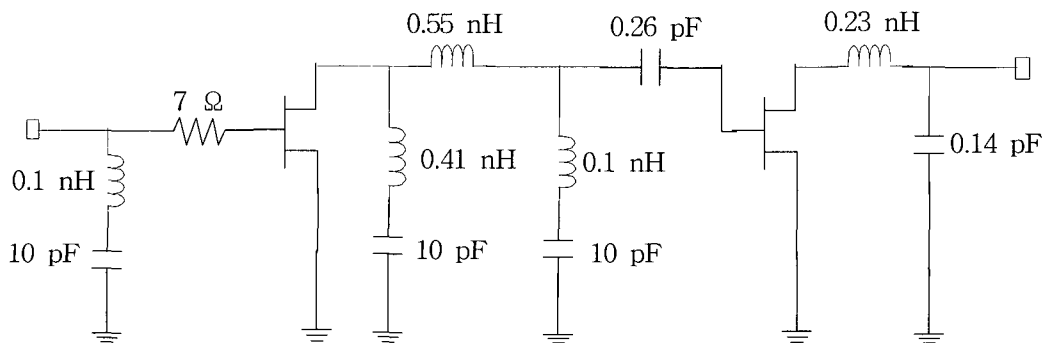 0.55 nH
0.26 pF
0.23 nH
7 Ω
0.1 nH
0.41 nH
0.1 nH
0.14 pF
10 pF
10 pF
10 pF